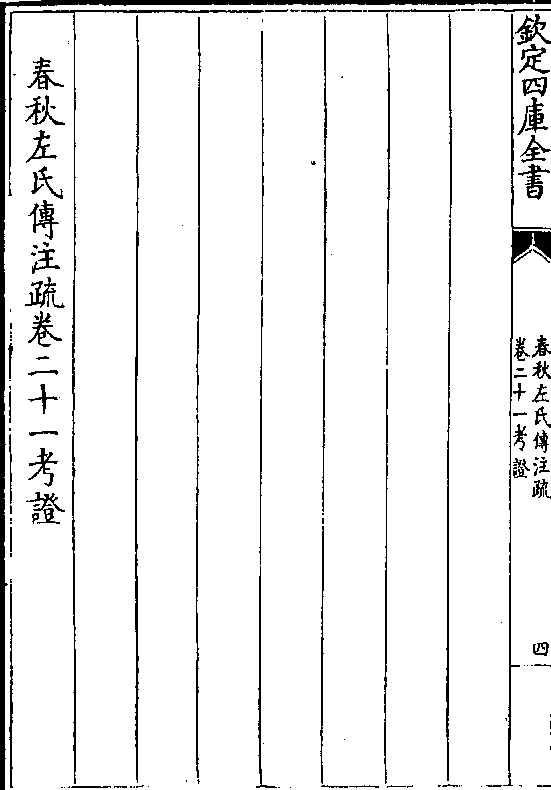 欽定四庫全書
春秋左氏傳注疏
卷二十一考證
四
春秋左氏傳注疏卷二十一考證